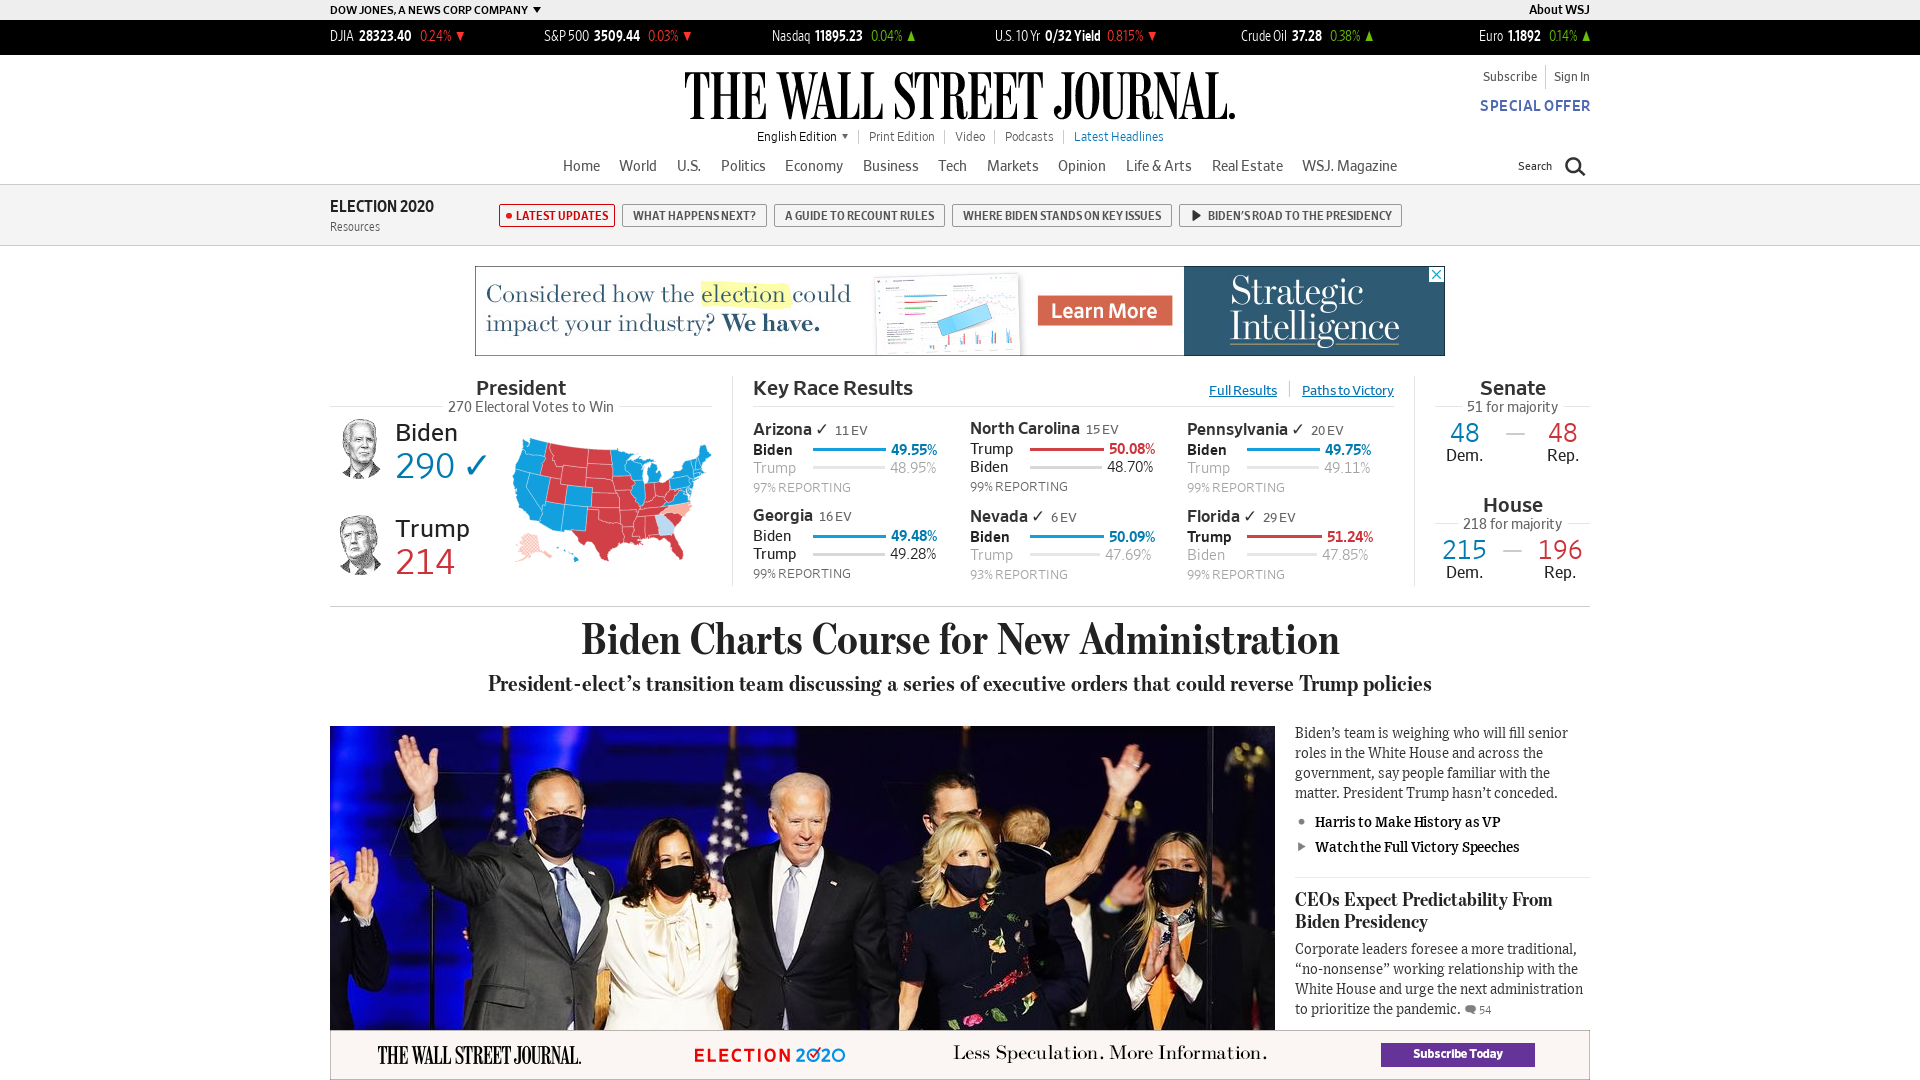 DOW JONES, A NEWS CORP COMPANY
About WSJ
DJIA 28323.40 0.24%
S&P 500 3509.44 0.03%
Nasdaq 11895.23 0.04%
U.S. 10 Yr 0/32 Yield 0.815%
Crude Oil 37.28 0.38%
Euro 1.1892 0.14%
THE WALL STREET JOURNAL.
Subscribe
Sign In
SPECIAL OFFER
English Edition
Print Edition
Video
Podcasts
Latest Headlines
Home World U.S. Politics Economy Business Tech Markets Opinion Life & Arts Real Estate WSJ. Magazine
Search
ELECTION 2020
Resources
LATEST UPDATES
WHAT HAPPENS NEXT?
A GUIDE TO RECOUNT RULES
WHERE BIDEN STANDS ON KEY ISSUES
BIDEN'S ROAD TO THE PRESIDENCY
Considered how the election could
impact your industry? We have.
Learn More
Strategic
Intelligence
President
270 Electoral Votes to Win
Biden
290 ✓
Trump
214
Key Race Results
Full Results
Paths to Victory
Arizona ✓ 11 EV
Biden 49.55%
Trump 48.95%
97% REPORTING
North Carolina 15 EV
Trump 50.08%
Biden 48.70%
99% REPORTING
Pennsylvania ✓ 20 EV
Biden 49.75%
Trump 49.11%
99% REPORTING
Georgia 16 EV
Biden 49.48%
Trump 49.28%
99% REPORTING
Nevada ✓ 6 EV
Biden 50.09%
Trump 47.69%
93% REPORTING
Florida ✓ 29 EV
Trump 51.24%
Biden 47.85%
99% REPORTING
Senate
51 for majority
48 — 48
Dem. Rep.
House
218 for majority
215 — 196
Dem. Rep.
Biden Charts Course for New Administration
President-elect's transition team discussing a series of executive orders that could reverse Trump policies
Biden's team is weighing who will fill senior
roles in the White House and across the
government, say people familiar with the
matter. President Trump hasn't conceded.
Harris to Make History as VP
Watch the Full Victory Speeches
CEOs Expect Predictability From
Biden Presidency
Corporate leaders foresee a more traditional,
“no-nonsense” working relationship with the
White House and urge the next administration
to prioritize the pandemic. 54
THE WALL STREET JOURNAL.
ELECTION 2020
Less Speculation. More Information.
Subscribe Today